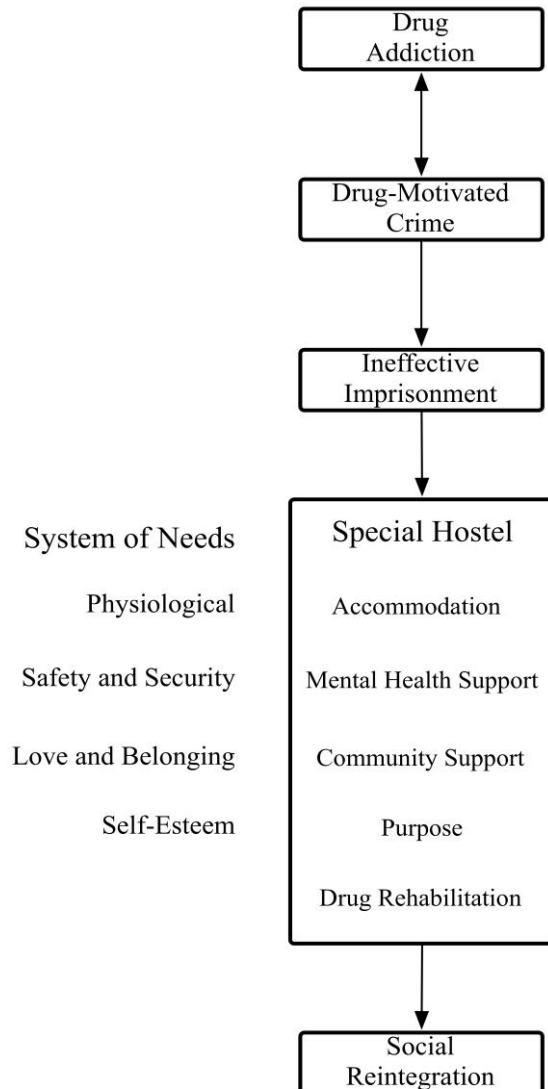 Drug
Addiction
Drug-Motivated
Crime
Ineffective
Imprisonment
System of Needs
Special Hostel
Physiological
Accommodation
Safety and Security
Mental Health Support
Love and Belonging
Community Support
Self-Esteem
Purpose
Drug Rehabilitation
Social
Reintegration